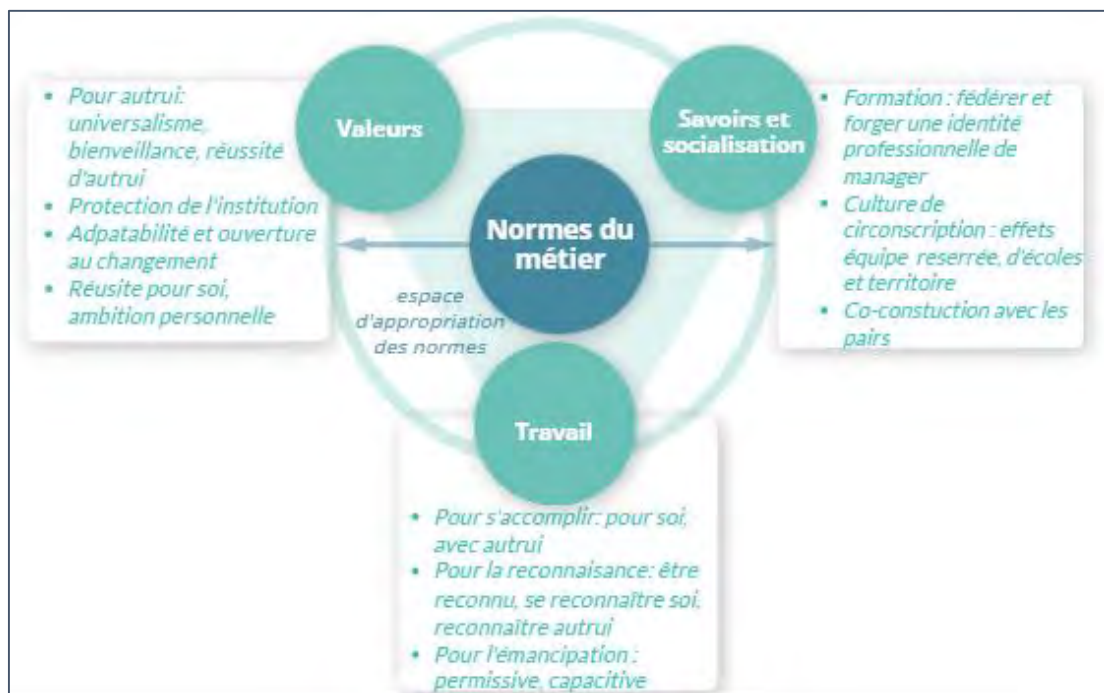 Valeurs
• Pour autrui:
universalisme,
bienveillance, réussité
d'autrui
• Protection de l'institution
• Adpatabilité et ouverture
au changement
• Réusite pour soi,
ambition personnelle
Savoirs et
socialisation
• Formation : fédérer et
forger une identité
professionnelle de
manager
• Culture de
circonscription : effets
équipe reserrée, d'écoles
et territoire
• Co-constuction avec les
pairs
Normes du
métier
espace
d'appropriation
des normes
Travail
• Pour s'accomplir: pour soi,
avec autrui
• Pour la reconnaisance: être
reconnu, se reconnaître soi,
reconnaître autrui
• Pour l'émancipation :
permissive, capacitive